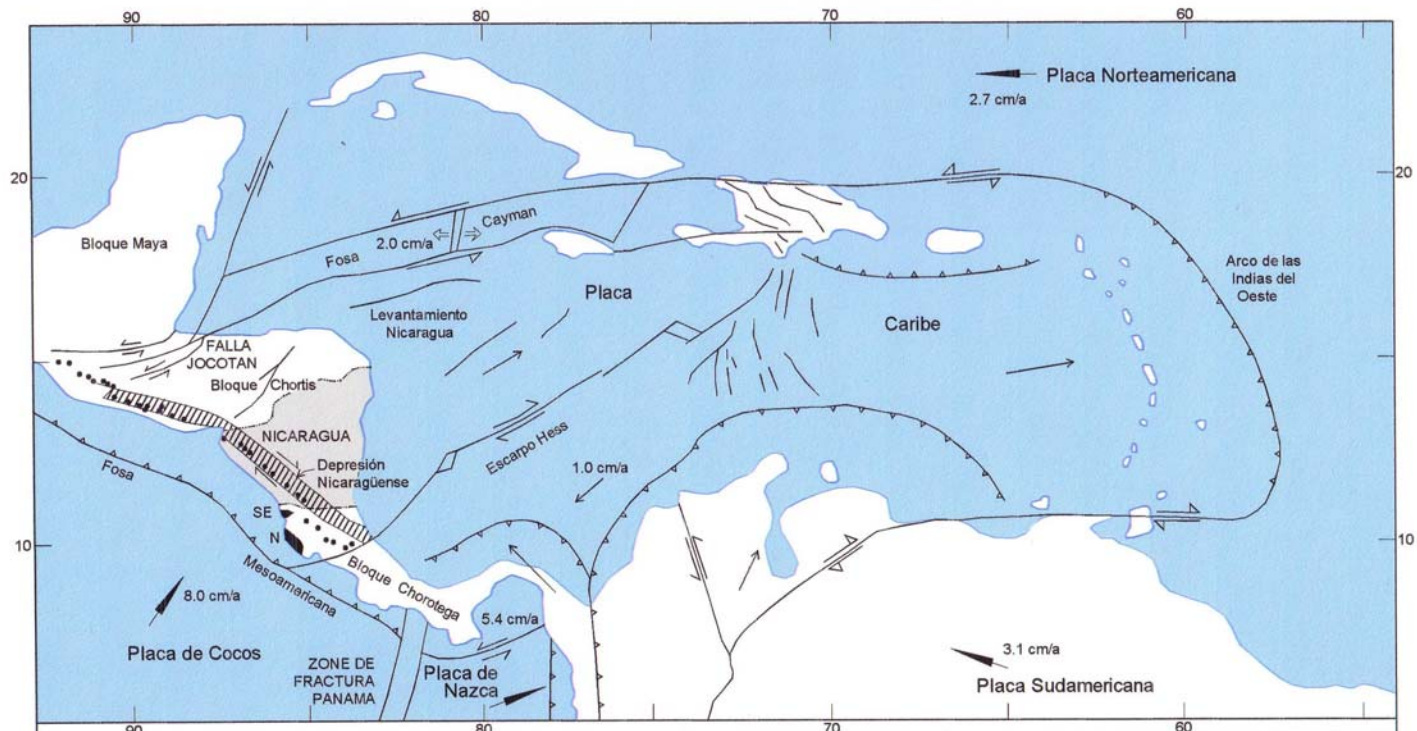 90
80
70
60
Placa Norteamericana
2.7 cm/a
20
20
Cayman
2.0 cm/a
Bloque Maya
Fosa
Arco de las
Indias del
Oeste
Placa
Levantamiento
Nicaragua
Caribe
FALLA
JOCOTAN
Bloque Chortis
NICARAGUA
Escarpo Hess
Depresión
Nicaragüense
Fosa
1.0 cm/a
SE
N
10
10
Mesoamericana
Bloque Chorotega
8.0 cm/a
5.4 cm/a
Placa de Cocos
3.1 cm/a
ZONE DE
FRACTURA
PANAMA
Placa de
Nazca
Placa Sudamericana
90
80
70
60